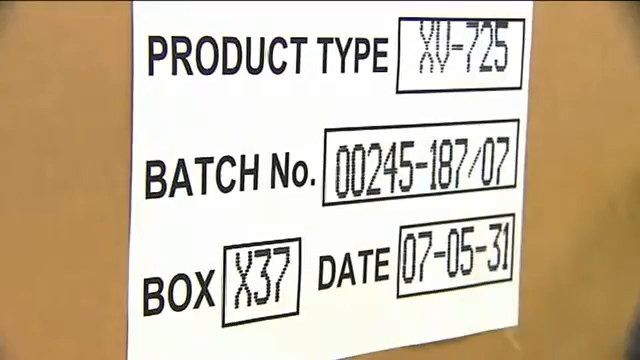 PRODUCT TYPE XV-725
BATCH No. 00245-187/07
BOX X37 DATE 07-05-31